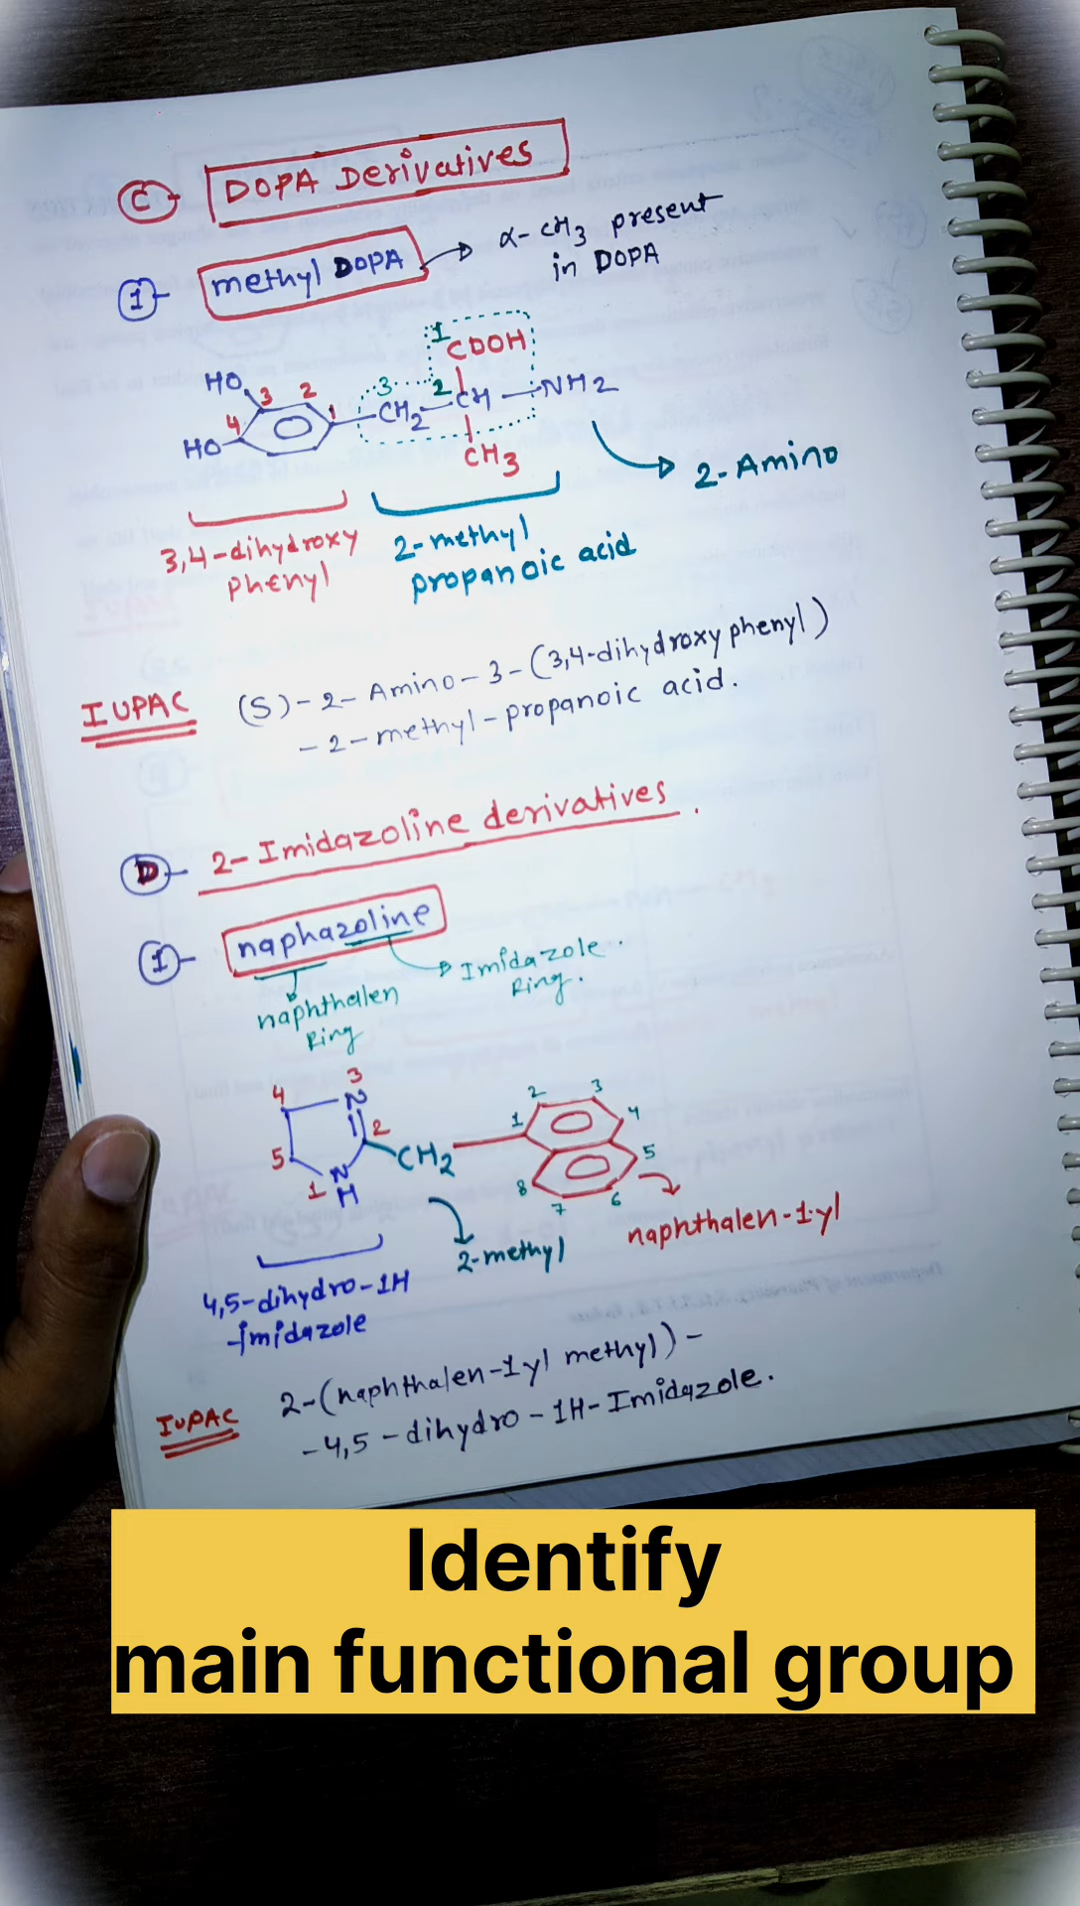 C- DOPA Derivatives
1- methyl DOPA → α-CH3 present
in DOPA
1 COOH
HO 3 2 3 2
4 1 -CH2-CH-NH2
HO
CH3
2-Amino
3,4-dihydroxy
phenyl
2-methyl
propanoic acid
IUPAC (S)-2-Amino-3-(3,4-dihydroxyphenyl)
-2-methyl-propanoic acid.
D- 2-Imidazoline derivatives.
1- naphazoline
Imidazole.
Ring.
naphthalen
Ring
4 3 N 2 3
2 1 4
5 CH2 5
1 N H 8 7 6
2-methyl
naphthalen-1-yl
4,5-dihydro-1H
-imidazole
IUPAC 2-(naphthalen-1yl methyl)-
-4,5-dihydro-1H-Imidazole.
Identify
main functional group